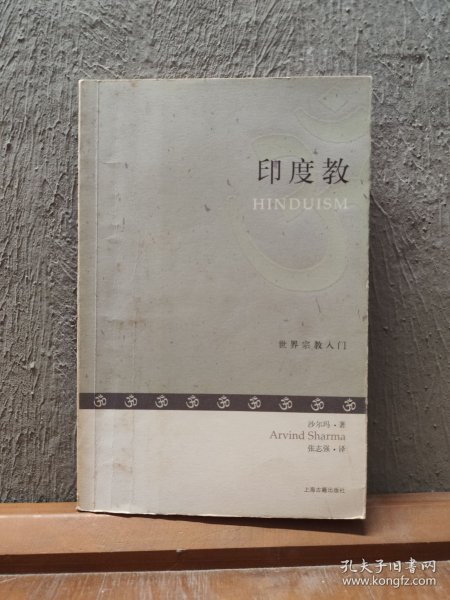 印度教
HINDUISM
世界宗教入门
沙尔玛·著
Arvind Sharma
张志强·译
上海古籍出版社
孔夫子旧书网
www.kongfz.com